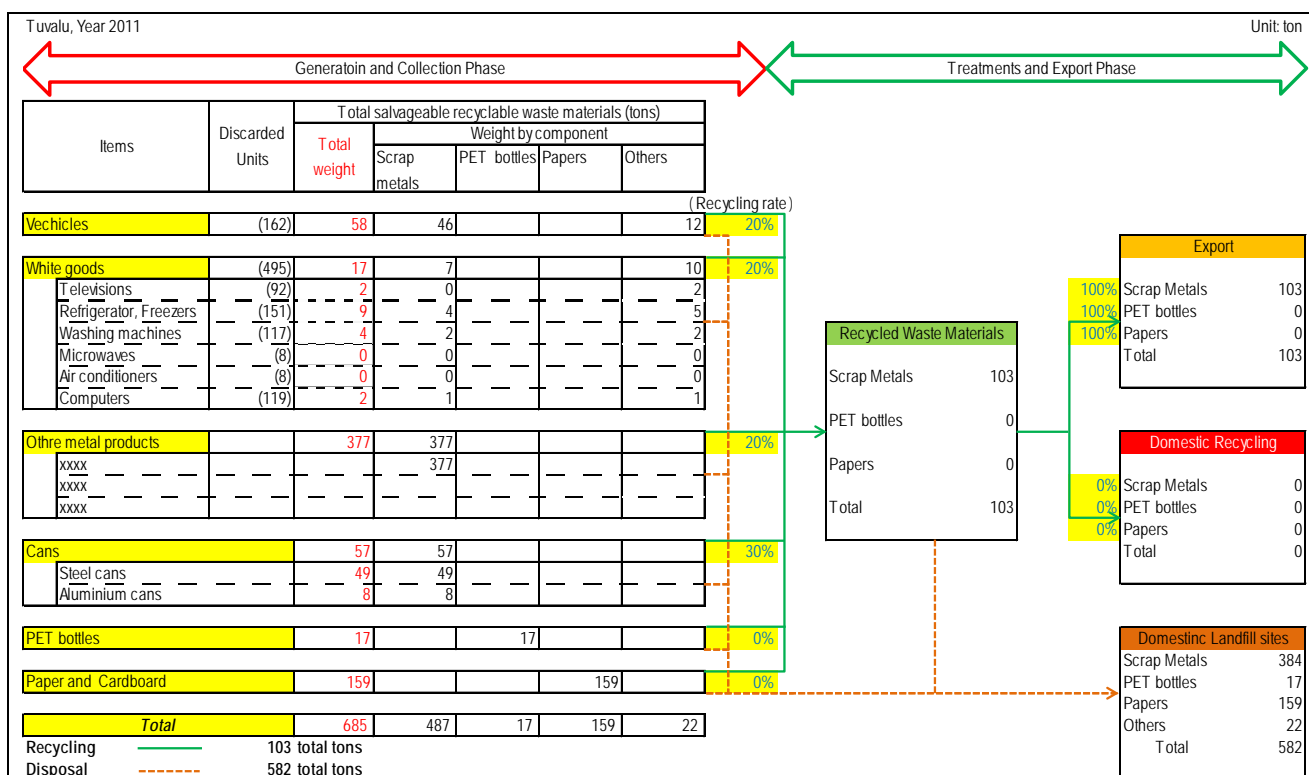 Tuvalu, Year 2011
Unit: ton
Generatoin and Collection Phase
Treatments and Export Phase
Items
Discarded Units
Total salvageable recyclable waste materials (tons)
Total weight
Weight by component
Scrap metals
PET bottles
Papers
Others
(Recycling rate)
Vechicles (162) 58 46 12 20%
White goods (495) 17 7 10 20%
Televisions (92) 2 0 2
Refrigerator, Freezers (151) 9 4 5
Washing machines (117) 4 2 2
Microwaves (8) 0 0 0
Air conditioners (8) 0 0 0
Computers (119) 2 1 1
Othre metal products 377 377 20%
xxxx 377
xxxx
xxxx
Cans 57 57 30%
Steel cans 49 49
Aluminium cans 8 8
PET bottles 17 17 0%
Paper and Cardboard 159 159 0%
Total 685 487 17 159 22
Recycling 103 total tons
Disposal 582 total tons
Recycled Waste Materials
Scrap Metals 103
PET bottles 0
Papers 0
Total 103
Export
100% Scrap Metals 103
100% PET bottles 0
100% Papers 0
Total 103
Domestic Recycling
0% Scrap Metals 0
0% PET bottles 0
0% Papers 0
Total 0
Domestinc Landfill sites
Scrap Metals 384
PET bottles 17
Papers 159
Others 22
Total 582